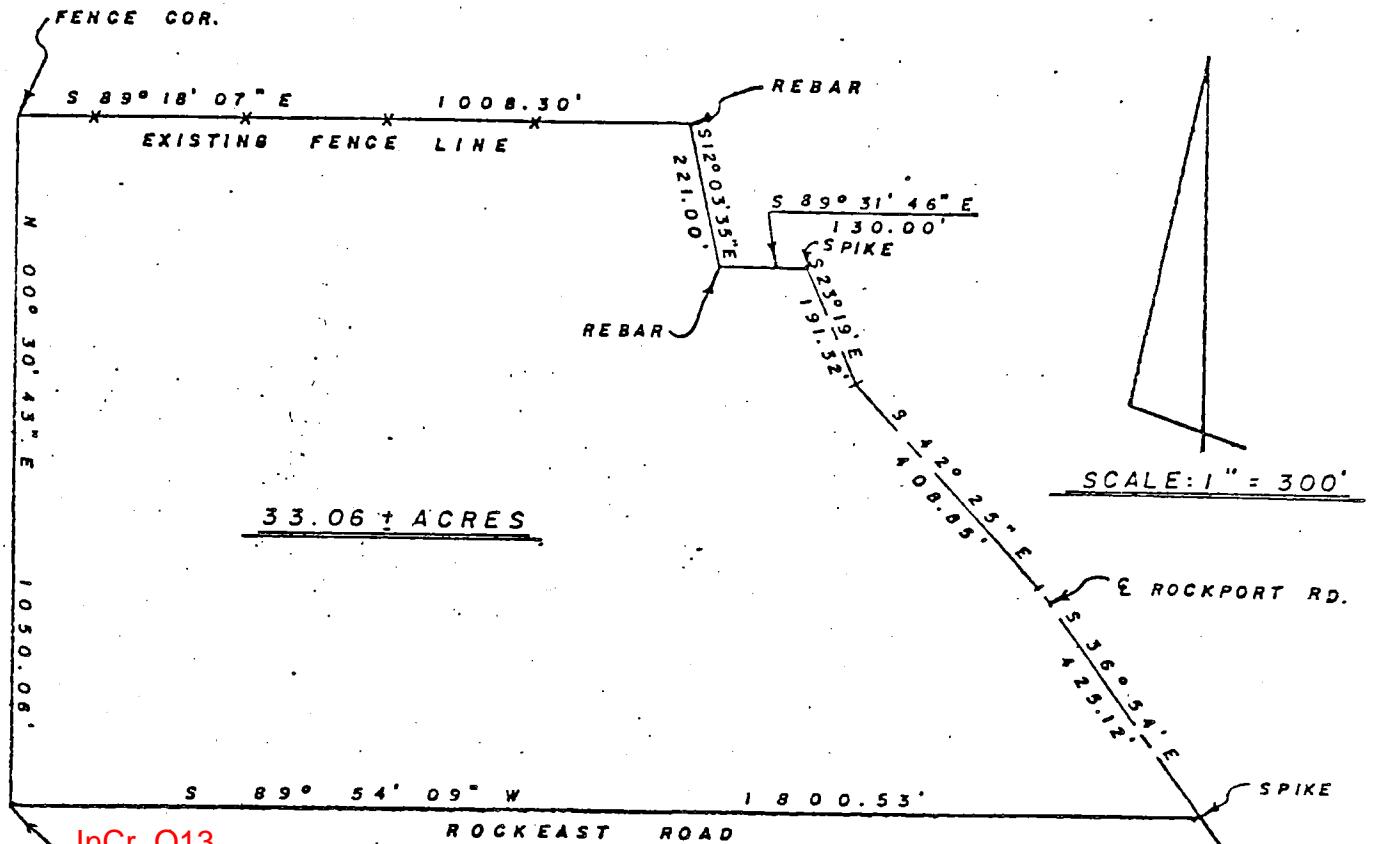 FENCE COR.
S 89° 18' 07" E 1008.30'
EXISTING FENCE LINE
REBAR
S12°03'35"E
221.00'
S 89° 31' 46" E
130.00'
SPIKE
REBAR
S23°19'E
191.32'
N 00° 30' 43" E 1050.06'
S 42° 25" E
408.85'
SCALE: 1" = 300'
33.06 ± ACRES
℄ ROCKPORT RD.
S 36° 54' E
425.12'
S 89° 54' 09" W 1800.53'
SPIKE
ROCKEAST ROAD